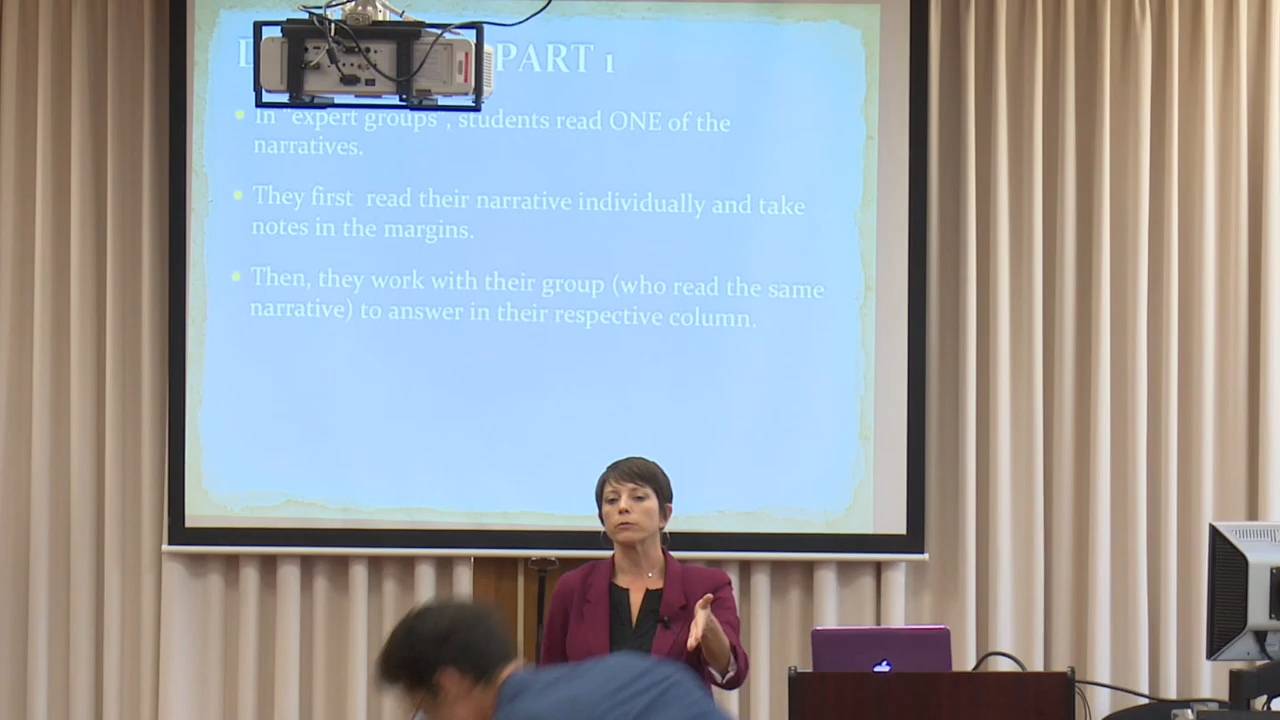 PART 1
In "expert groups", students read ONE of the
narratives.
They first read their narrative individually and take
notes in the margins.
Then, they work with their group (who read the same
narrative) to answer in their respective column.